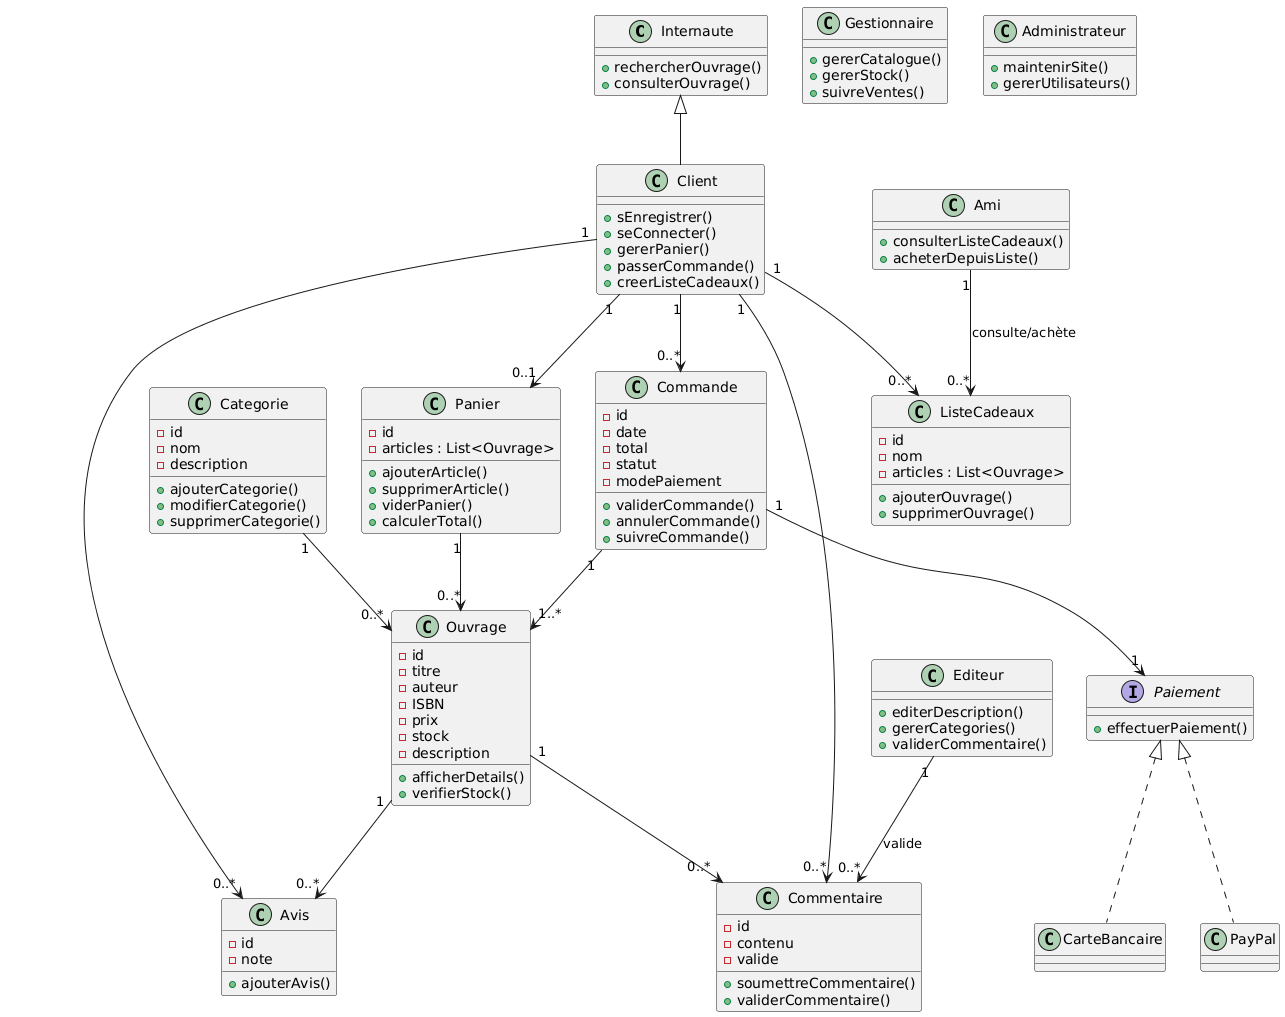 C Internaute
rechercherOuvrage()
consulterOuvrage()
C Gestionnaire
gererCatalogue()
gererStock()
suivreVentes()
C Administrateur
maintenirSite()
gererUtilisateurs()
C Client
sEnregistrer()
seConnecter()
gererPanier()
passerCommande()
creerListeCadeaux()
C Ami
consulterListeCadeaux()
acheterDepuisListe()
1
1
1
1
1
1
consulte/achète
0..1
0..*
0..*
0..*
C Categorie
id
nom
description
ajouterCategorie()
modifierCategorie()
supprimerCategorie()
C Panier
id
articles : List<Ouvrage>
ajouterArticle()
supprimerArticle()
viderPanier()
calculerTotal()
C Commande
id
date
total
statut
modePaiement
validerCommande()
annulerCommande()
suivreCommande()
C ListeCadeaux
id
nom
articles : List<Ouvrage>
ajouterOuvrage()
supprimerOuvrage()
1
1
1
1
0..*
0..*
1..*
1
C Ouvrage
id
titre
auteur
ISBN
prix
stock
description
afficherDetails()
verifierStock()
C Editeur
editerDescription()
gererCategories()
validerCommentaire()
I Paiement
effectuerPaiement()
1
1
1
valide
0..*
0..*
0..*
0..*
0..*
C Avis
id
note
ajouterAvis()
C Commentaire
id
contenu
valide
soumettreCommentaire()
validerCommentaire()
C CarteBancaire
C PayPal